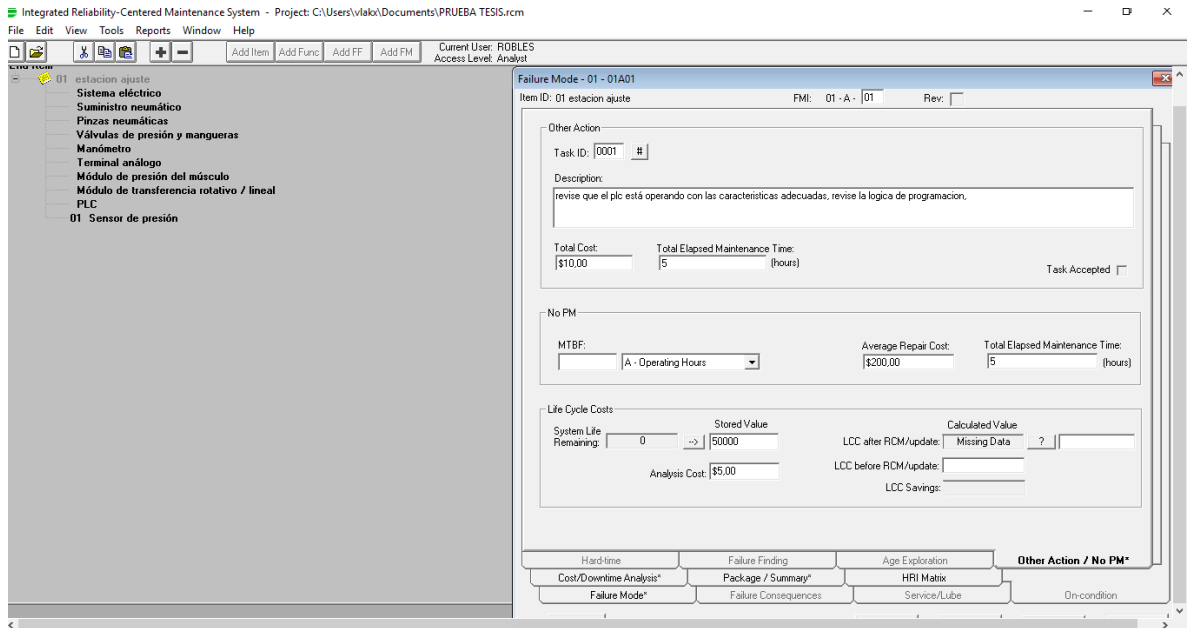 Integrated Reliability-Centered Maintenance System - Project: C:\Users\vlakx\Documents\PRUEBA TESIS.rcm
File Edit View Tools Reports Window Help
Add Item Add Func Add FF Add FM
Current User: ROBLES
Access Level: Analyst
End Item
01 estacion ajuste
Sistema eléctrico
Suministro neumático
Pinzas neumáticas
Válvulas de presión y mangueras
Manómetro
Terminal análogo
Módulo de presión del músculo
Módulo de transferencia rotativo / lineal
PLC
01 Sensor de presión
Failure Mode - 01 - 01A01
Item ID: 01 estacion ajuste FMI: 01 - A - 01 Rev:
Other Action
Task ID: 0001 #
Description:
revise que el plc está operando con las caracteristicas adecuadas, revise la logica de programacion,
Total Cost: Total Elapsed Maintenance Time:
$10,00 5 (hours)
Task Accepted
No PM
MTBF: Average Repair Cost: Total Elapsed Maintenance Time:
A - Operating Hours $200,00 5 (hours)
Life Cycle Costs
Stored Value Calculated Value
System Life Remaining: 0 --> 50000 LCC after RCM/update: Missing Data ?
Analysis Cost: $5,00 LCC before RCM/update:
LCC Savings:
Hard-time Failure Finding Age Exploration Other Action / No PM*
Cost/Downtime Analysis* Package / Summary* HRI Matrix
Failure Mode* Failure Consequences Service/Lube On-condition